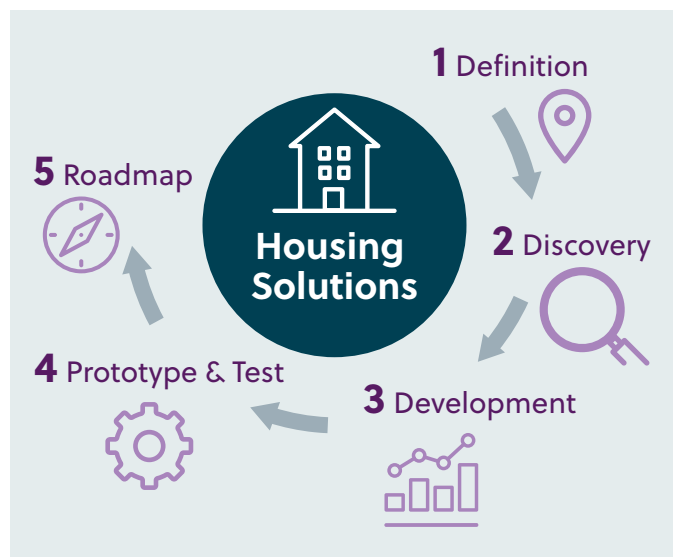 1 Definition
2 Discovery
3 Development
4 Prototype & Test
5 Roadmap
Housing
Solutions